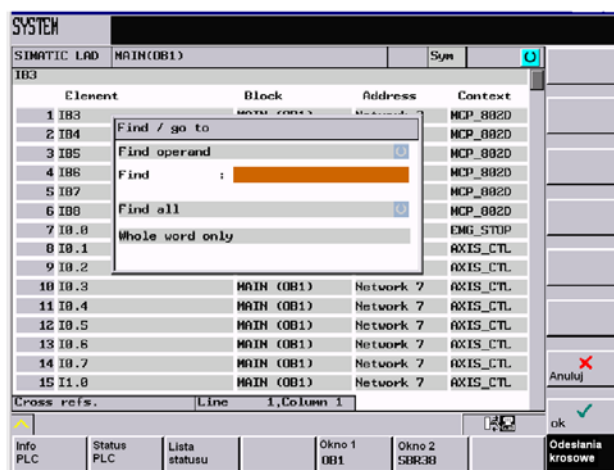 SYSTEM
SIMATIC LAD MAIN(OB1) Sym
IB3
Element Block Address Context
1 IB3 MAIN (OB1) Network 2 MCP_802D
2 IB4 MCP_802D
3 IB5 MCP_802D
4 IB6 MCP_802D
5 IB7 MCP_802D
6 IB8 MCP_802D
7 I0.0 EMG_STOP
8 I0.1 AXIS_CTL
9 I0.2 AXIS_CTL
10 I0.3 MAIN (OB1) Network 7 AXIS_CTL
11 I0.4 MAIN (OB1) Network 7 AXIS_CTL
12 I0.5 MAIN (OB1) Network 7 AXIS_CTL
13 I0.6 MAIN (OB1) Network 7 AXIS_CTL
14 I0.7 MAIN (OB1) Network 7 AXIS_CTL
15 I1.0 MAIN (OB1) Network 7 AXIS_CTL
Find / go to
Find operand
Find :
Find all
Whole word only
Cross refs. Line 1,Column 1
Anuluj
ok
Info PLC
Status PLC
Lista statusu
Okno 1 OB1
Okno 2 SBR38
Odesłania krosowe